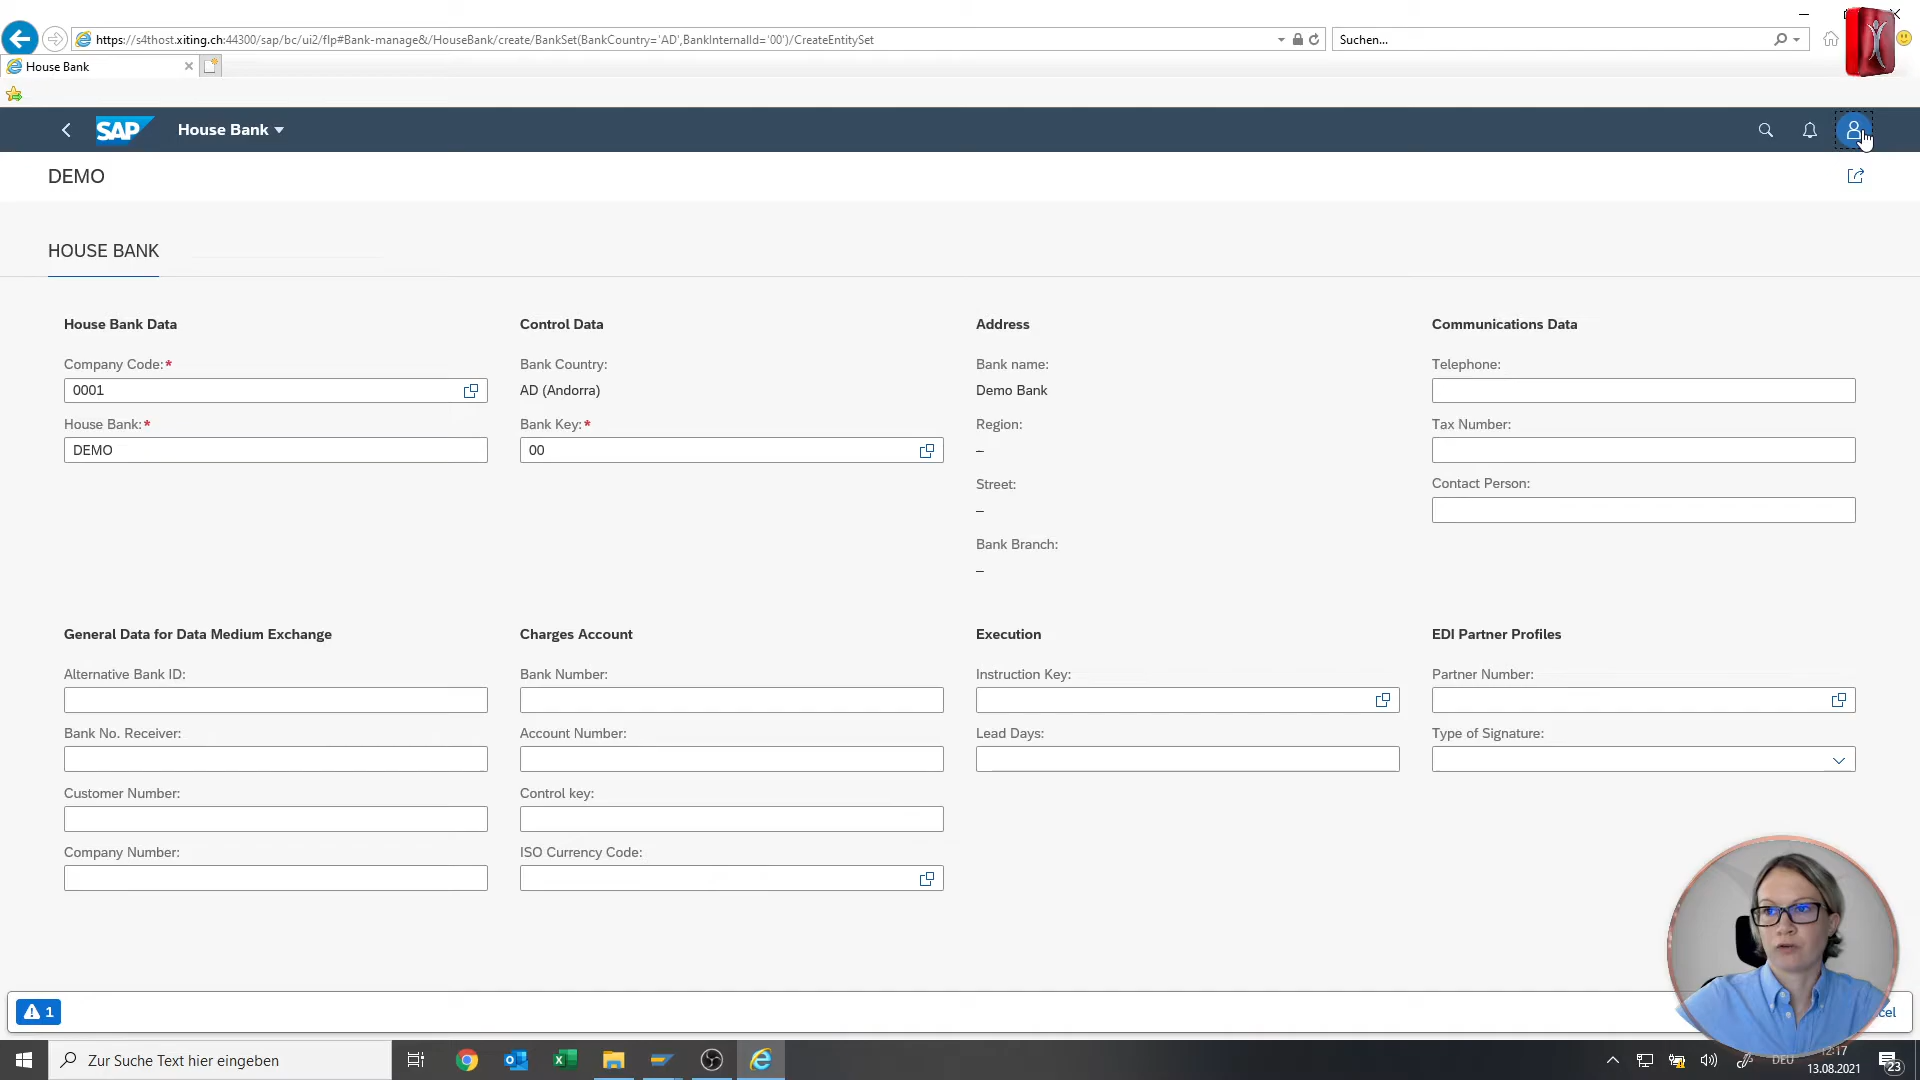 https://s4thost.xiting.ch:44300/sap/bc/ui2/flp#Bank-manage&/HouseBank/create/BankSet(BankCountry='AD',BankInternalId='00')/CreateEntitySet
Suchen...
House Bank
SAP
House Bank
DEMO
HOUSE BANK
House Bank Data
Control Data
Address
Communications Data
Company Code:*
Bank Country:
Bank name:
Telephone:
0001
AD (Andorra)
Demo Bank
House Bank:*
Bank Key:*
Region:
Tax Number:
DEMO
00
–
Street:
Contact Person:
–
Bank Branch:
–
General Data for Data Medium Exchange
Charges Account
Execution
EDI Partner Profiles
Alternative Bank ID:
Bank Number:
Instruction Key:
Partner Number:
Bank No. Receiver:
Account Number:
Lead Days:
Type of Signature:
Customer Number:
Control key:
Company Number:
ISO Currency Code:
1
cel
Zur Suche Text hier eingeben
DEU
12:17
13.08.2021
23